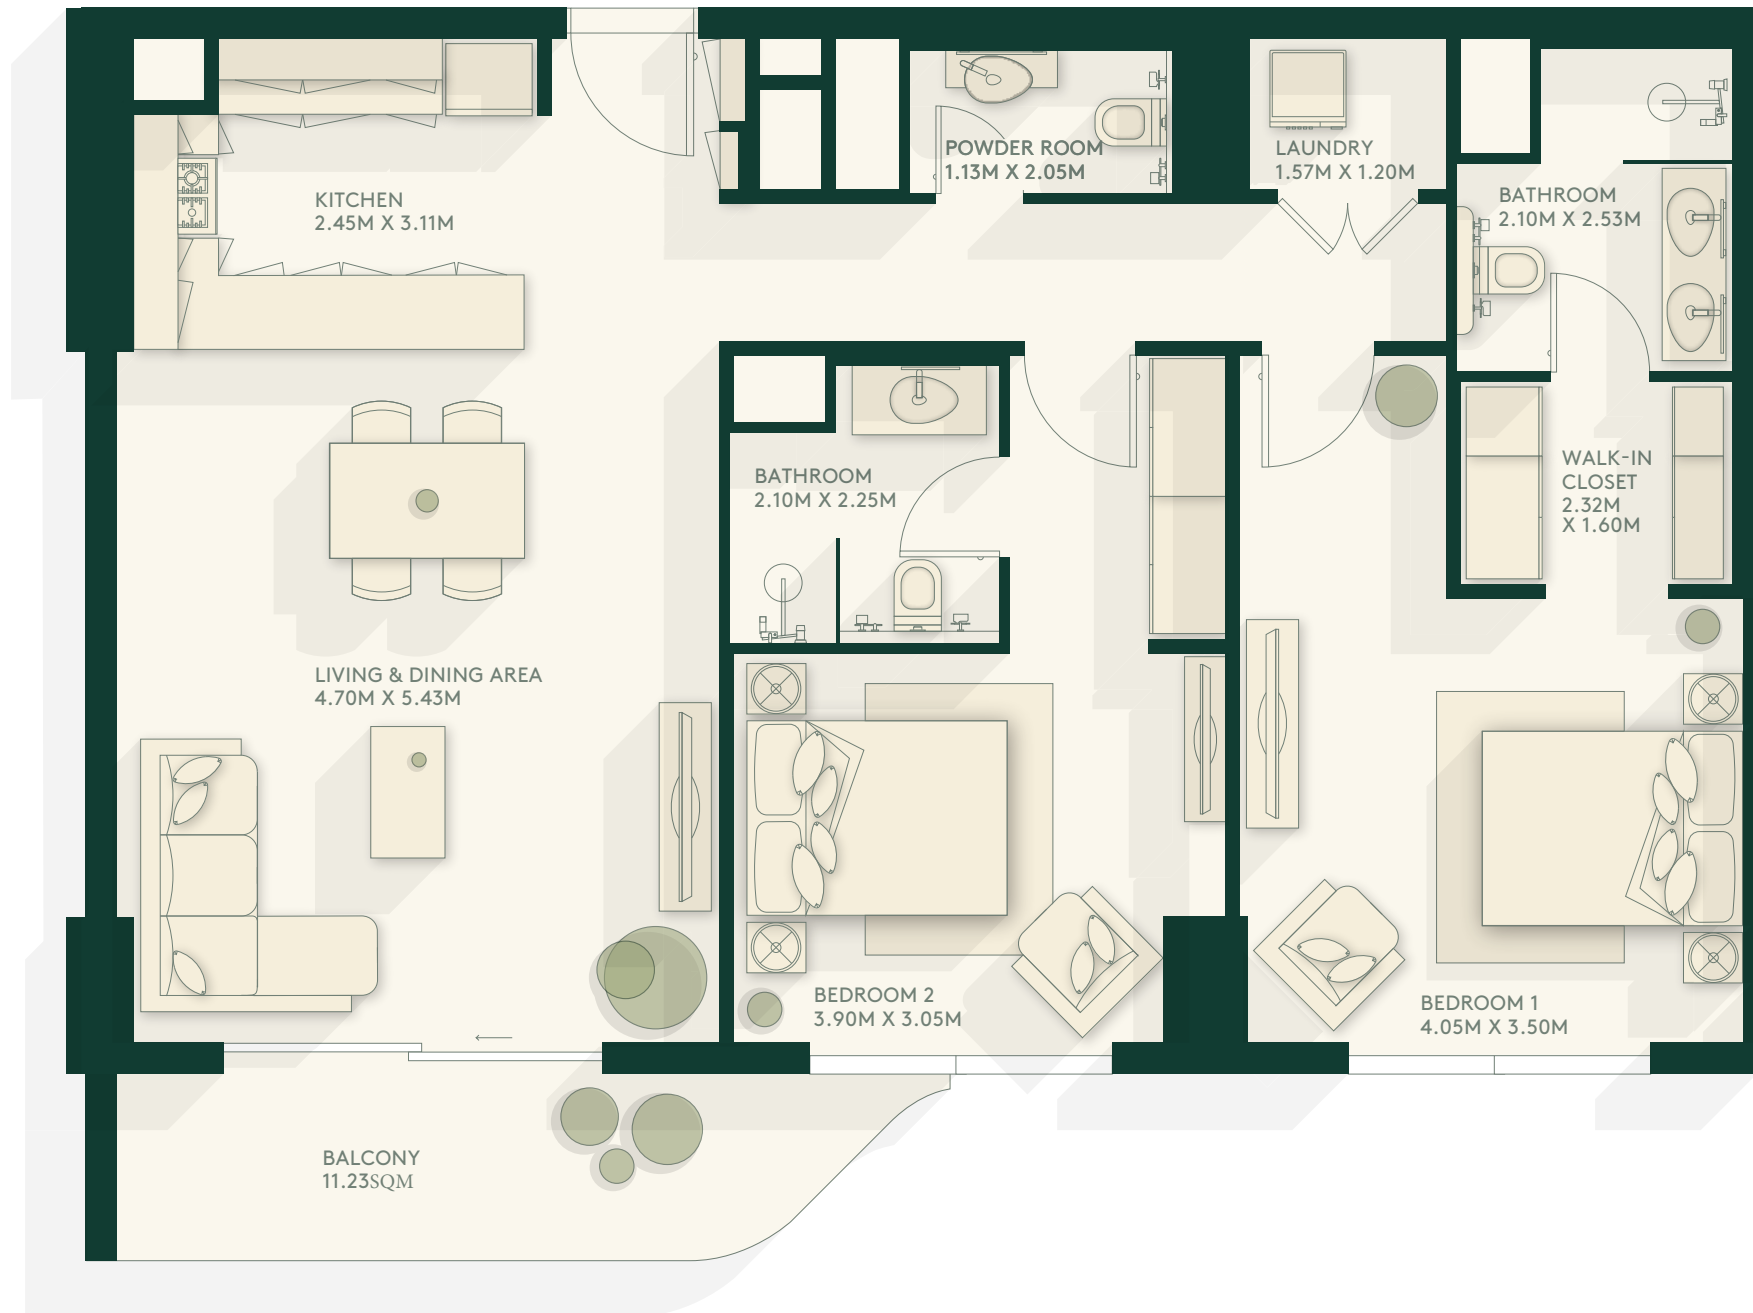 POWDER ROOM
1.13M X 2.05M
LAUNDRY
1.57M X 1.20M
KITCHEN
2.45M X 3.11M
BATHROOM
2.10M X 2.53M
BATHROOM
2.10M X 2.25M
WALK-IN
CLOSET
2.32M
X 1.60M
LIVING & DINING AREA
4.70M X 5.43M
BEDROOM 2
3.90M X 3.05M
BEDROOM 1
4.05M X 3.50M
BALCONY
11.23SQM